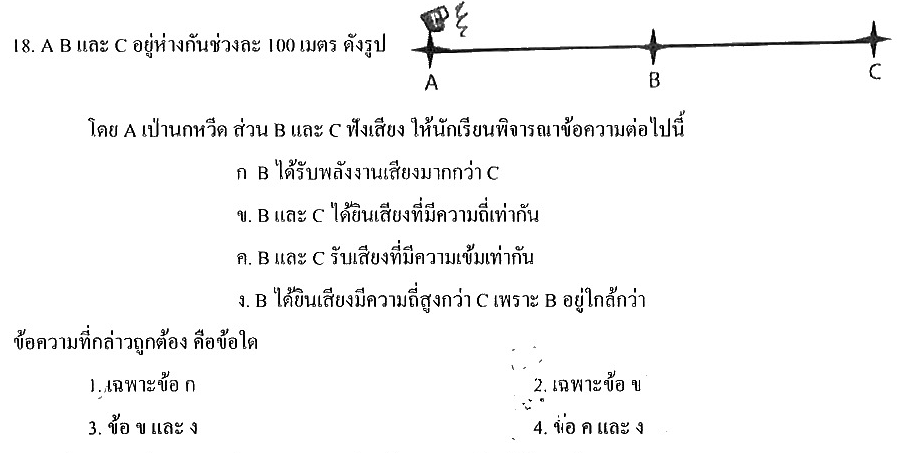 18. A B และ C อยู่ห่างกันช่วงละ 100 เมตร ดังรูป
A B C
โดย A เป่านกหวีด ส่วน B และ C ฟังเสียง ให้นักเรียนพิจารณาข้อความต่อไปนี้
ก B ได้รับพลังงานเสียงมากกว่า C
ข. B และ C ได้ยินเสียงที่มีความถี่เท่ากัน
ค. B และ C รับเสียงที่มีความเข้มเท่ากัน
ง. B ได้ยินเสียงมีความถี่สูงกว่า C เพราะ B อยู่ใกล้กว่า
ข้อความที่กล่าวถูกต้อง คือข้อใด
1. เฉพาะข้อ ก 2. เฉพาะข้อ ข
3. ข้อ ข และ ง 4. ข้อ ค และ ง